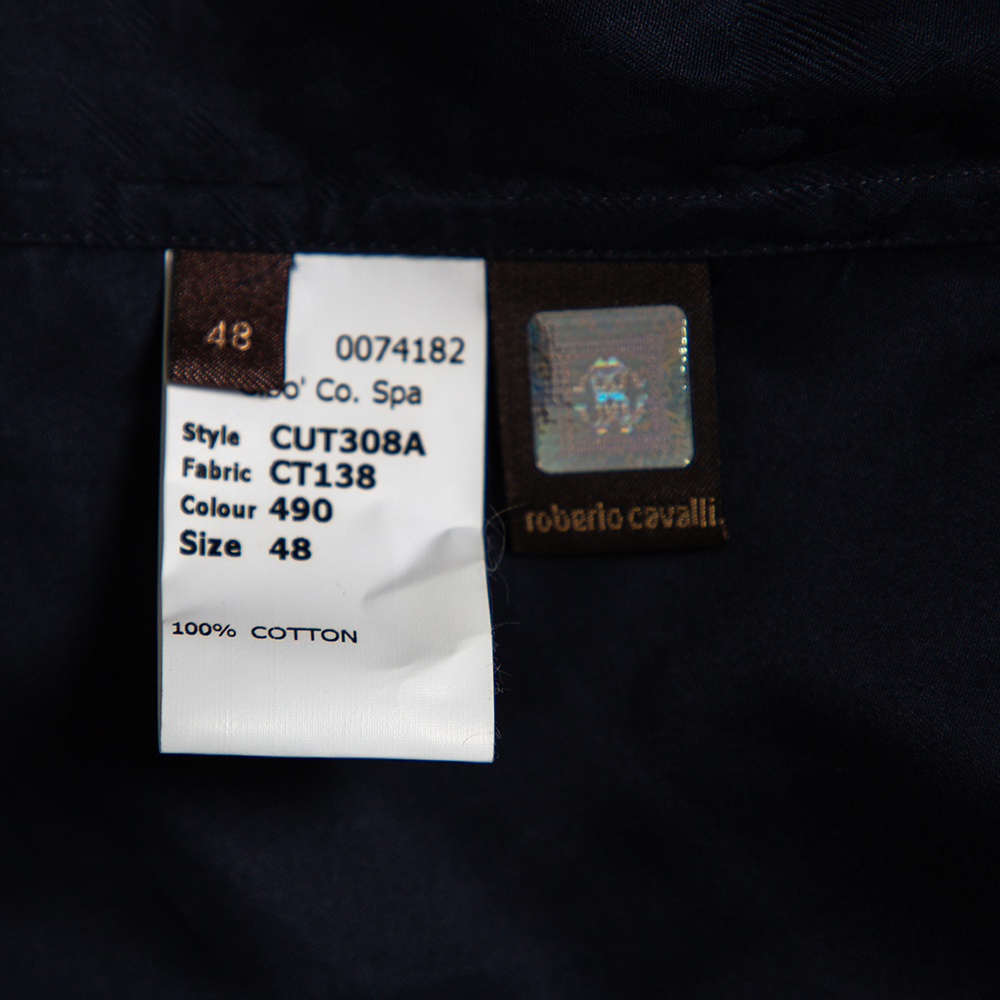 48
0074182
Co. Spa
Style CUT308A
Fabric CT138
Colour 490
Size 48
100% COTTON
roberto cavalli